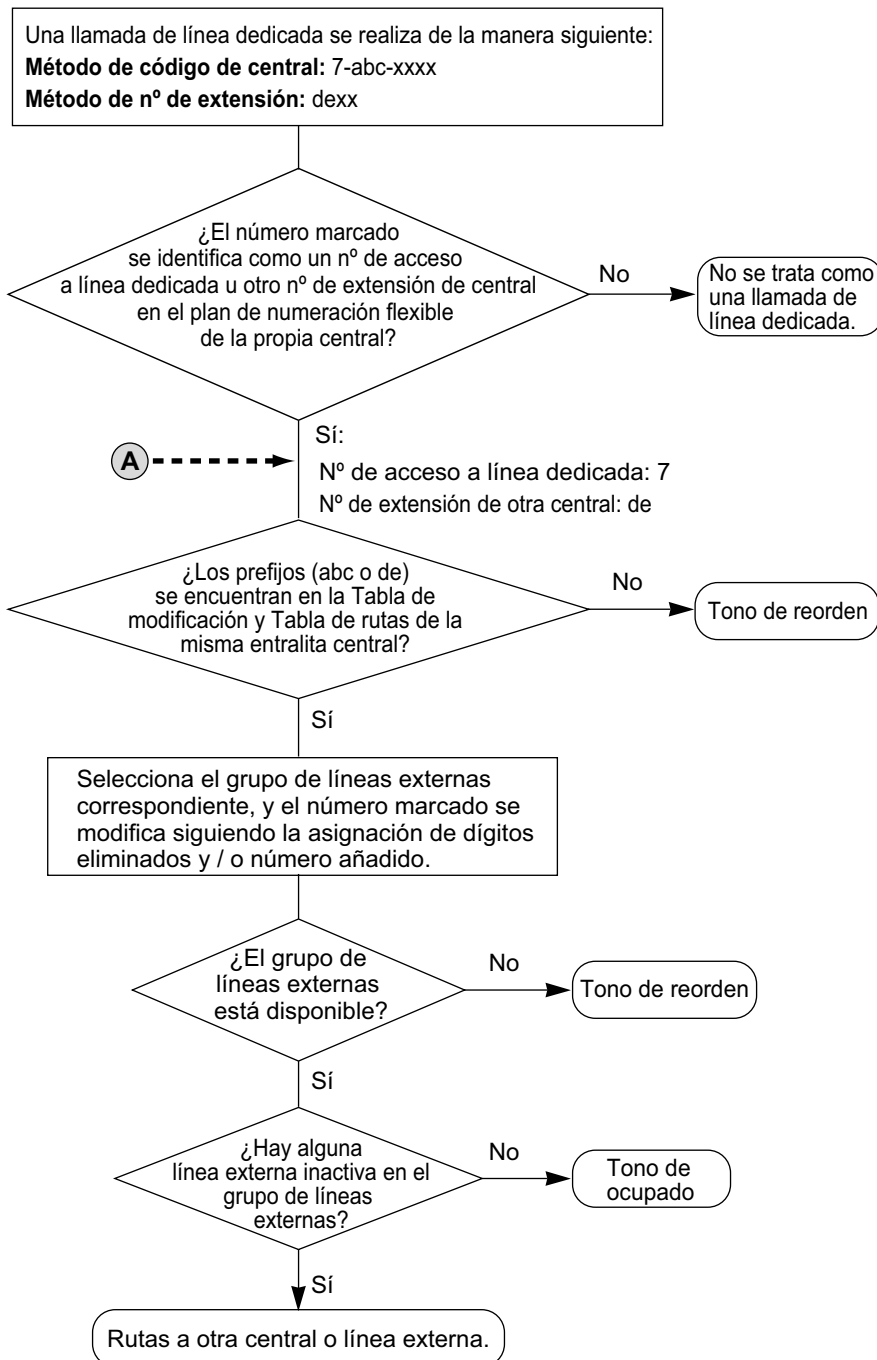 Una llamada de línea dedicada se realiza de la manera siguiente:
Método de código de central: 7-abc-xxxx
Método de nº de extensión: dexx
¿El número marcado
se identifica como un nº de acceso
a línea dedicada u otro nº de extensión de central
en el plan de numeración flexible
de la propia central?
No
No se trata como
una llamada de
línea dedicada.
Sí:
A
Nº de acceso a línea dedicada: 7
Nº de extensión de otra central: de
¿Los prefijos (abc o de)
se encuentran en la Tabla de
modificación y Tabla de rutas de la
misma entralita central?
No
Tono de reorden
Sí
Selecciona el grupo de líneas externas
correspondiente, y el número marcado se
modifica siguiendo la asignación de dígitos
eliminados y / o número añadido.
¿El grupo de
líneas externas
está disponible?
No
Tono de reorden
Sí
¿Hay alguna
línea externa inactiva en el
grupo de líneas
externas?
No
Tono de
ocupado
Sí
Rutas a otra central o línea externa.